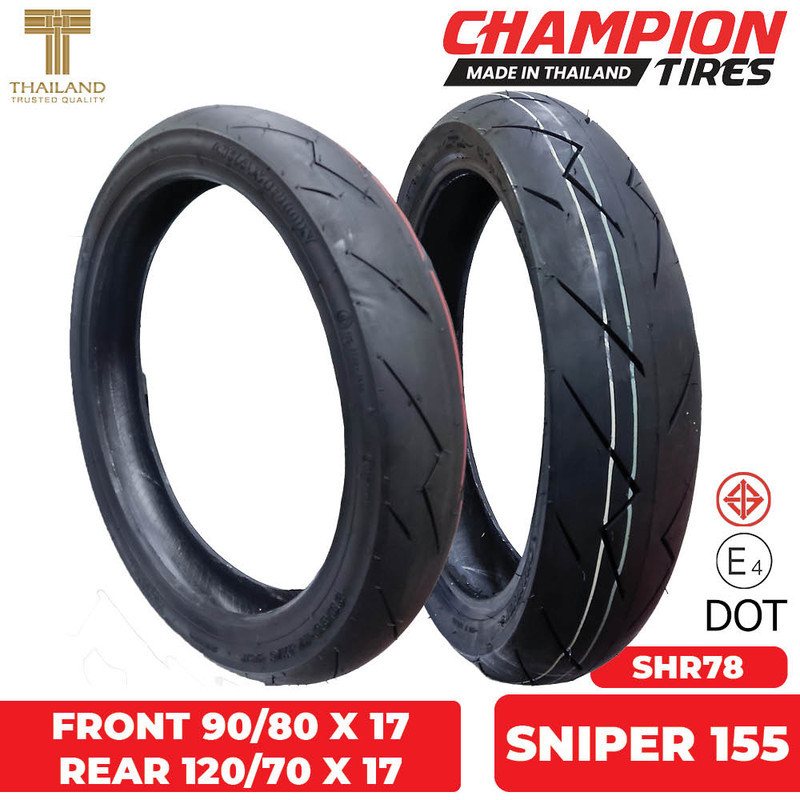 THAILAND
TRUSTED QUALITY
CHAMPION
MADE IN THAILAND TIRES
CHAMPION
E4
DOT
SHR78
FRONT 90/80 X 17
REAR 120/70 X 17
SNIPER 155